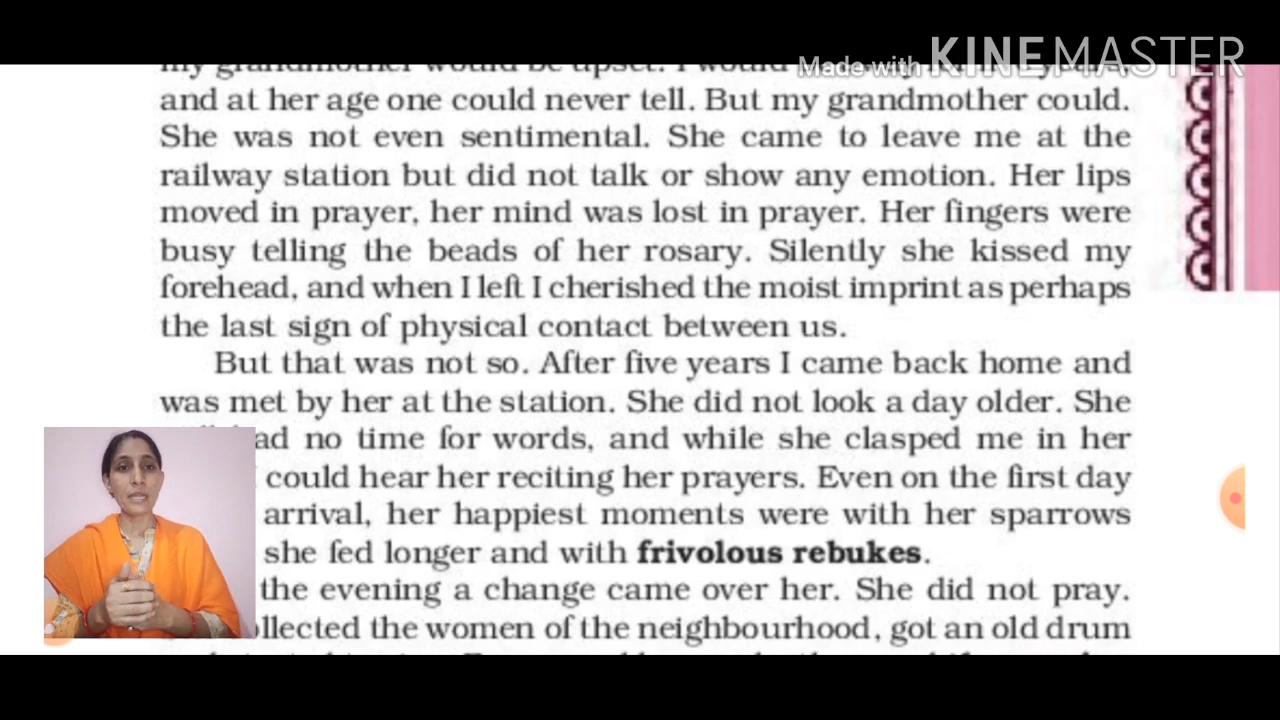 Made with KINEMASTER
my grandmother would be upset. I would
and at her age one could never tell. But my grandmother could.
She was not even sentimental. She came to leave me at the
railway station but did not talk or show any emotion. Her lips
moved in prayer, her mind was lost in prayer. Her fingers were
busy telling the beads of her rosary. Silently she kissed my
forehead, and when I left I cherished the moist imprint as perhaps
the last sign of physical contact between us.
But that was not so. After five years I came back home and
was met by her at the station. She did not look a day older. She
ad no time for words, and while she clasped me in her
I could hear her reciting her prayers. Even on the first day
arrival, her happiest moments were with her sparrows
she fed longer and with frivolous rebukes.
the evening a change came over her. She did not pray.
ollected the women of the neighbourhood, got an old drum